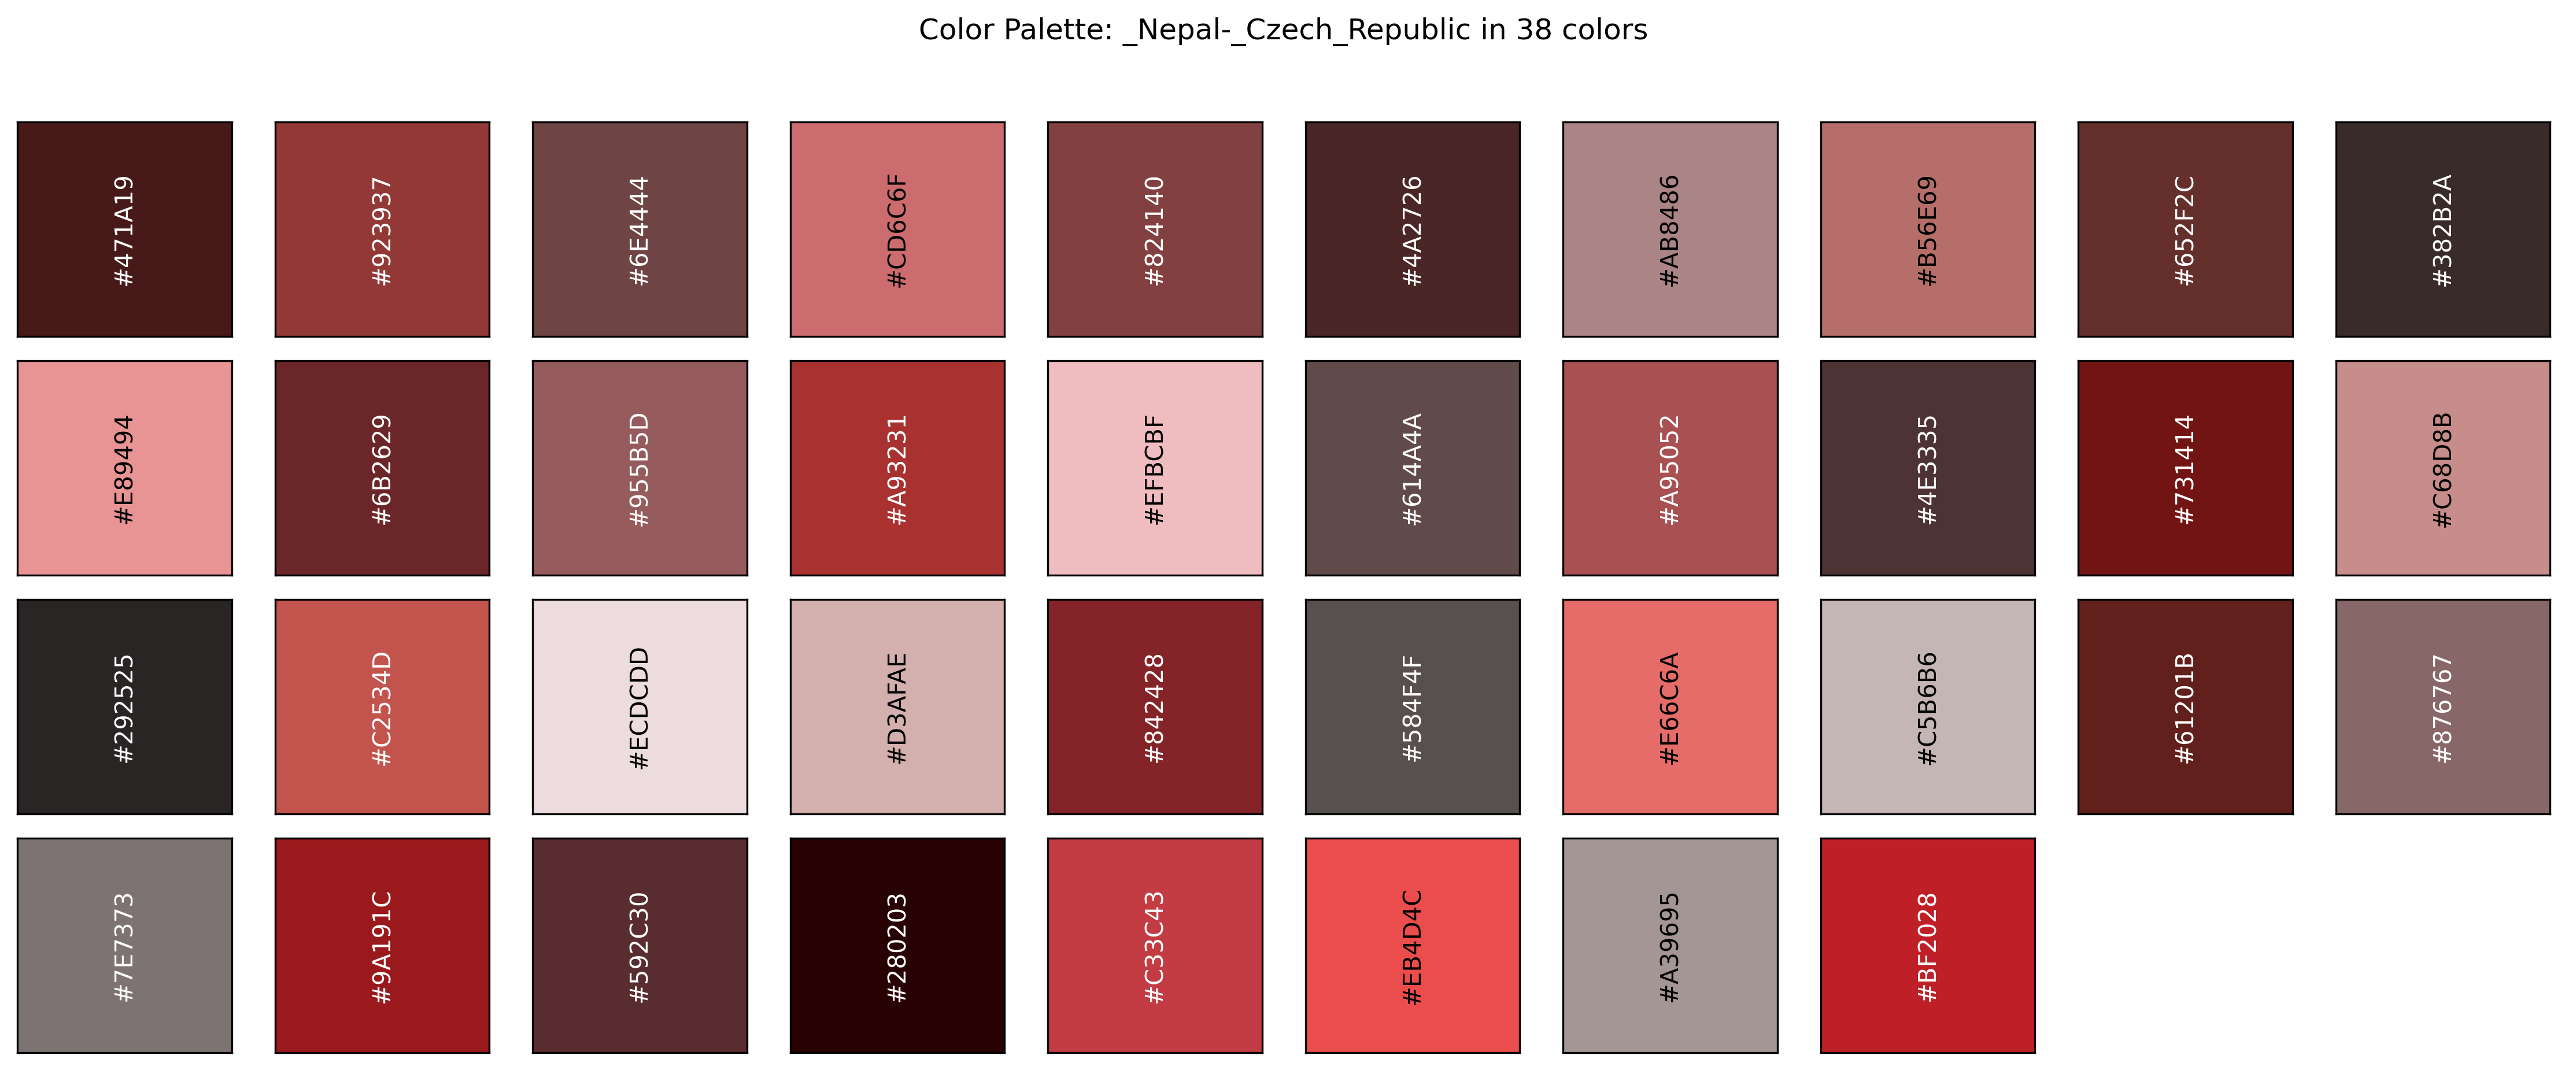 Color Palette: _Nepal-_Czech_Republic in 38 colors
#471A19
#923937
#6E4444
#CD6C6F
#824140
#4A2726
#AB8486
#B56E69
#652F2C
#382B2A
#E89494
#6B2629
#955B5D
#A93231
#EFBCBF
#614A4A
#A95052
#4E3335
#731414
#C68D8B
#292525
#C2534D
#ECDCDD
#D3AFAE
#842428
#584F4F
#E66C6A
#C5B6B6
#61201B
#876767
#7E7373
#9A191C
#592C30
#280203
#C33C43
#EB4D4C
#A39695
#BF2028